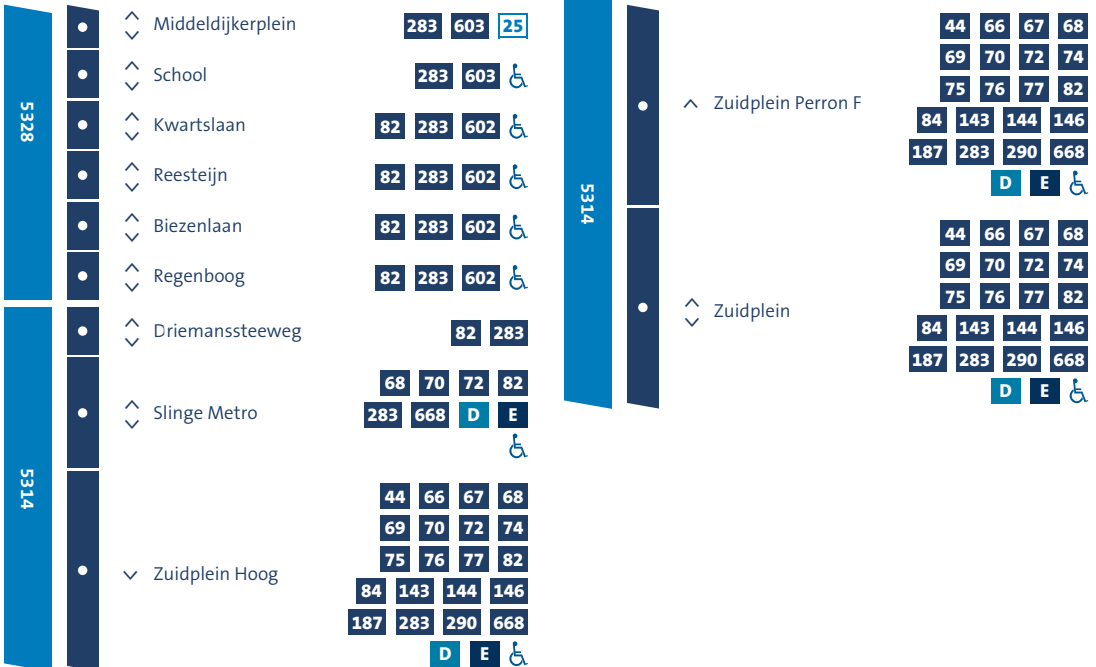 5328
Middeldijkerplein 283 603 25
School 283 603
Kwartslaan 82 283 602
Reesteijn 82 283 602
Biezenlaan 82 283 602
Regenboog 82 283 602
5314
Driemanssteeweg 82 283
68 70 72 82
Slinge Metro 283 668 D E
44 66 67 68
69 70 72 74
75 76 77 82
Zuidplein Hoog
84 143 144 146
187 283 290 668
D E
5314
44 66 67 68
69 70 72 74
75 76 77 82
Zuidplein Perron F
84 143 144 146
187 283 290 668
D E
44 66 67 68
69 70 72 74
75 76 77 82
Zuidplein
84 143 144 146
187 283 290 668
D E